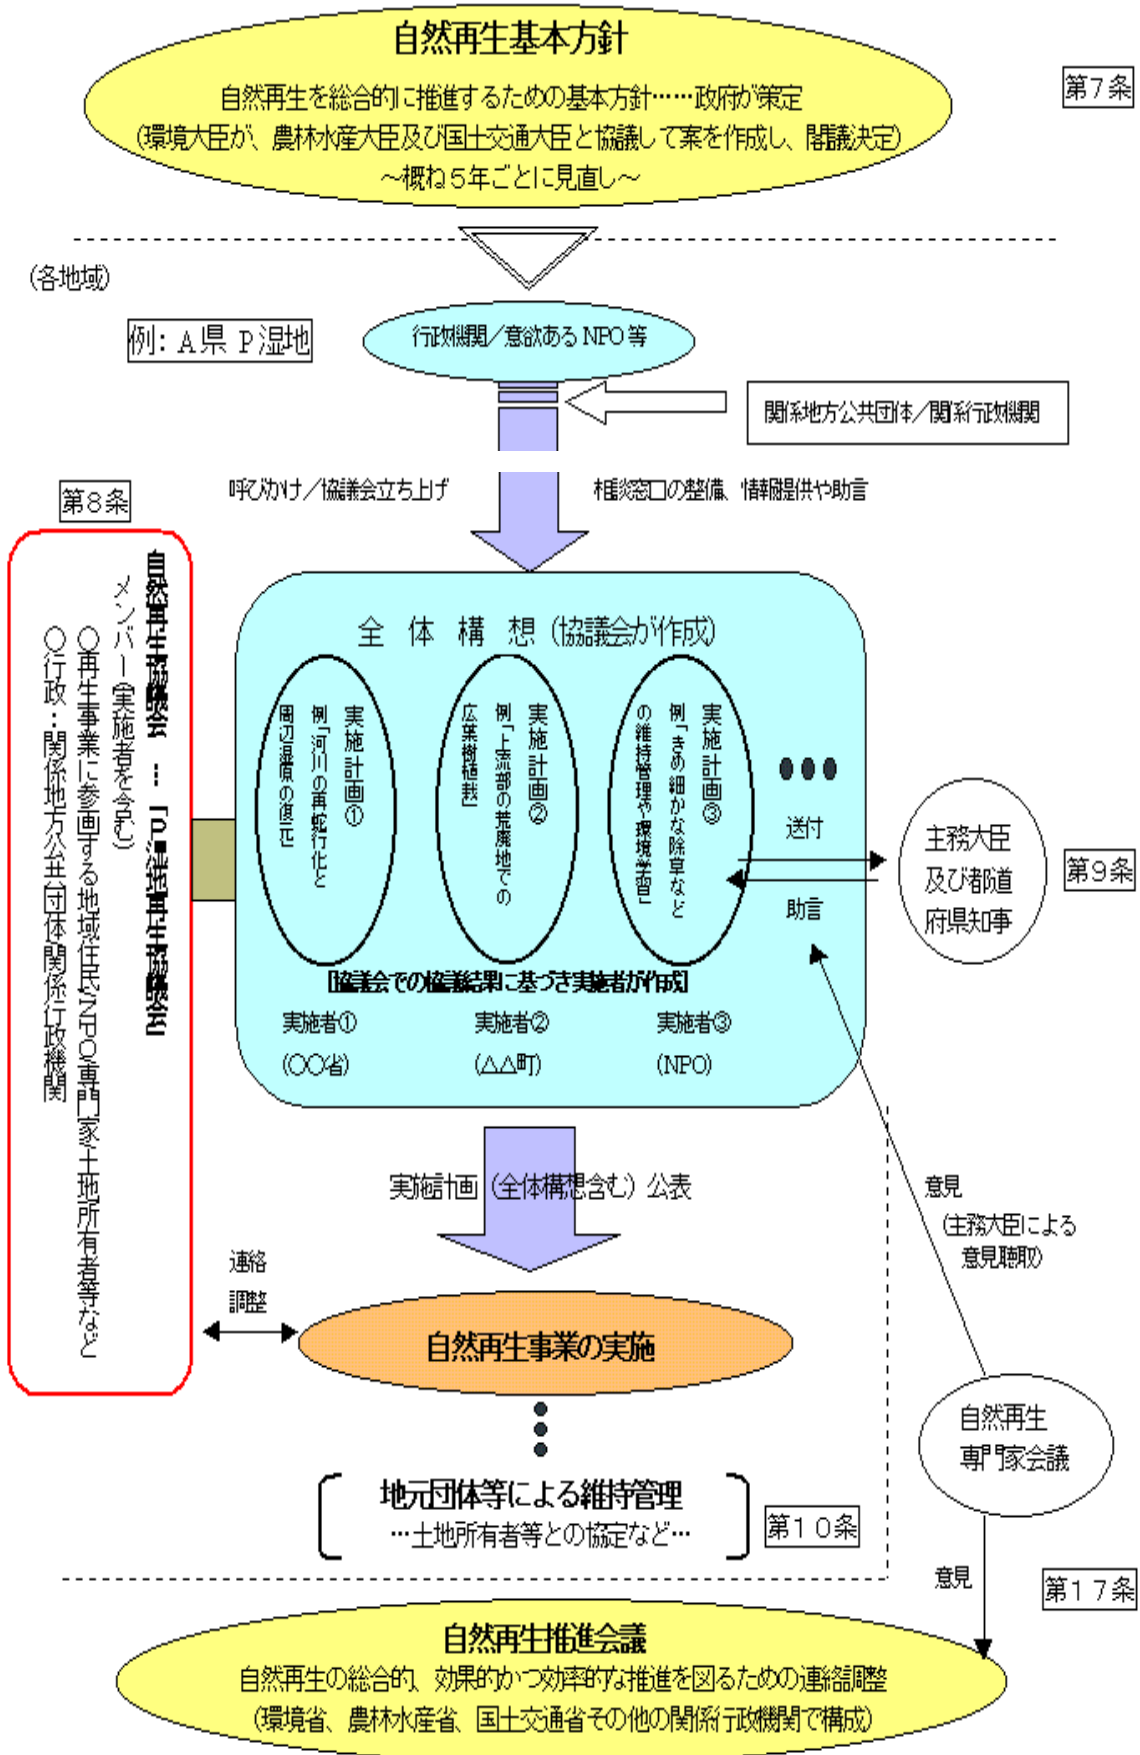 自然再生基本方針
自然再生を総合的に推進するための基本方針……政府が策定
(環境大臣が、農林水産大臣及び国土交通大臣と協議して案を作成し、閣議決定)
～概ね５年ごとに見直し～
第７条
(各地域)
例: Ａ県 Ｐ湿地
行政機関／意欲ある NPO 等
関係地方公共団体／関係行政機関
呼びかけ／協議会立ち上げ
相談窓口の整備、情報提供や助言
第８条
自然再生協議会 … 「Ｐ湿地再生協議会」
メンバー(実施者を含む)
○再生事業に参画する地域住民/NPO/専門家/土地所有者等など
○行政：関係地方公共団体/関係行政機関
全 体 構 想 (協議会が作成)
実施計画①
例「河川の再蛇行化と
周辺湿原の復元」
実施計画②
例「上流部の荒廃地での
広葉樹植栽」
実施計画③
例「きめ細かな除草など
の維持管理や環境学習」
●●●
送付
助言
主務大臣
及び都道
府県知事
第９条
[協議会での協議結果に基づき実施者が作成]
実施者①
(○○省)
実施者②
(△△町)
実施者③
(NPO)
実施計画（全体構想含む）公表
意見
(主務大臣による
意見聴取)
連絡
調整
自然再生事業の実施
自然再生
専門家会議
地元団体等による維持管理
…土地所有者等との協定など…
第１０条
意見
第１７条
自然再生推進会議
自然再生の総合的、効果的かつ効率的な推進を図るための連絡調整
(環境省、農林水産省、国土交通省その他の関係行政機関で構成)